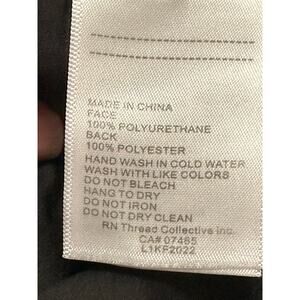 MADE IN CHINA
FACE
100% POLYURETHANE
BACK
100% POLYESTER
HAND WASH IN COLD WATER
WASH WITH LIKE COLORS
DO NOT BLEACH
HANG TO DRY
DO NOT IRON
DO NOT DRY CLEAN
RN Thread Collective inc.
CA# 07465
L1KF2022